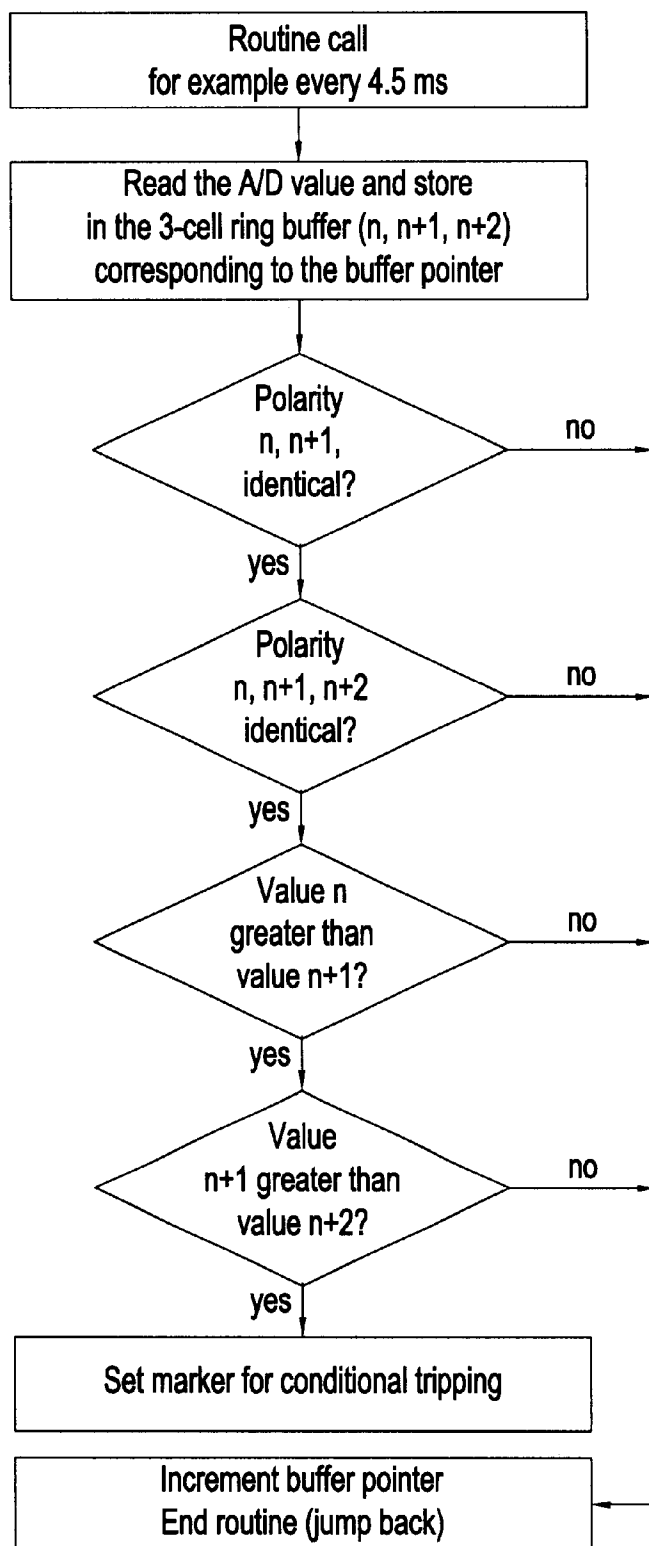 Routine call
for example every 4.5 ms
Read the A/D value and store
in the 3-cell ring buffer (n, n+1, n+2)
corresponding to the buffer pointer
Polarity
n, n+1,
identical?
no
yes
Polarity
n, n+1, n+2
identical?
no
yes
Value n
greater than
value n+1?
no
yes
Value
n+1 greater than
value n+2?
no
yes
Set marker for conditional tripping
Increment buffer pointer
End routine (jump back)